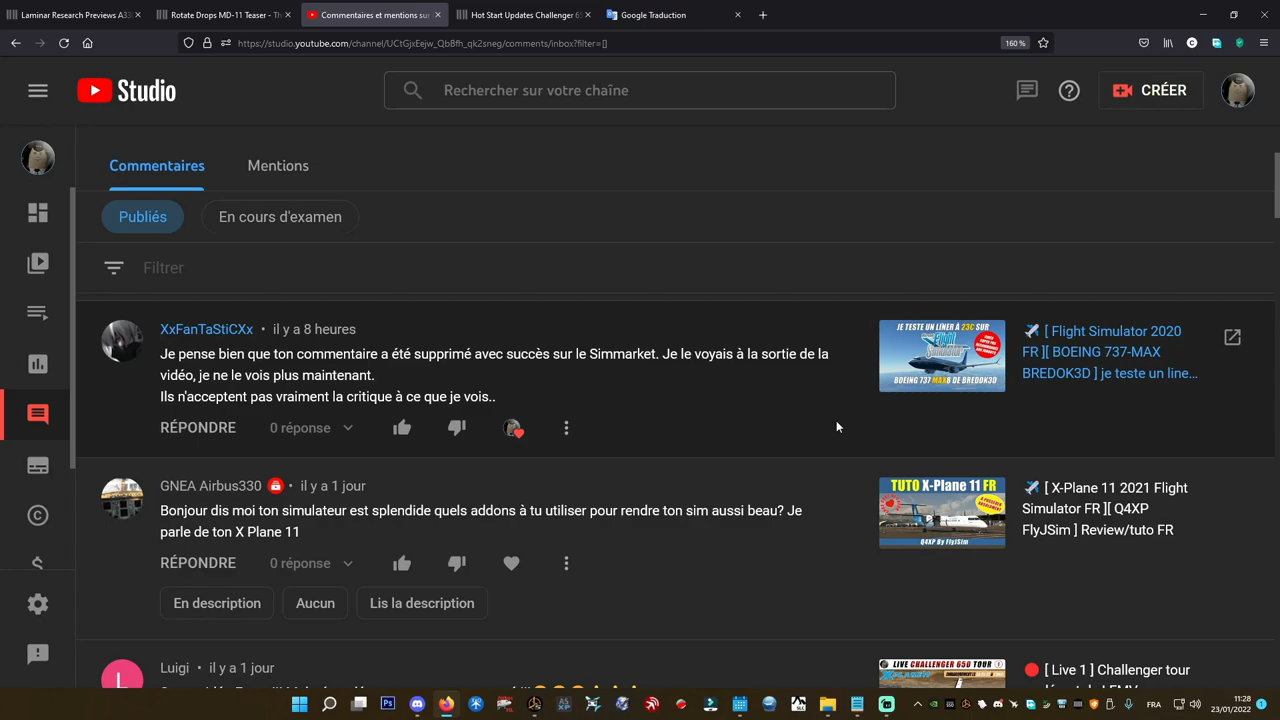 Laminar Research Previews A33
Rotate Drops MD-11 Teaser - Th
Commentaires et mentions sur
Hot Start Updates Challenger 65
Google Traduction
https://studio.youtube.com/channel/UCtGjxEejw_QbBfh_qk2sneg/comments/inbox?filter=[]
160 %
Studio
Rechercher sur votre chaîne
CRÉER
Commentaires
Mentions
Publiés
En cours d'examen
Filtrer
XxFanTaStiCXx • il y a 8 heures
Je pense bien que ton commentaire a été supprimé avec succès sur le Simmarket. Je le voyais à la sortie de la
vidéo, je ne le vois plus maintenant.
Ils n'acceptent pas vraiment la critique à ce que je vois..
RÉPONDRE
0 réponse
JE TESTE UN LINER À 23€ SUR
Flight Simulator
BOEING 737 MAX8 DE BREDOK3D
[ Flight Simulator 2020
FR ][ BOEING 737-MAX
BREDOK3D ] je teste un line...
GNEA Airbus330 • il y a 1 jour
Bonjour dis moi ton simulateur est splendide quels addons à tu utiliser pour rendre ton sim aussi beau? Je
parle de ton X Plane 11
RÉPONDRE
0 réponse
En description
Aucun
Lis la description
TUTO X-Plane 11 FR
Q4XP By FlyJSim
[ X-Plane 11 2021 Flight
Simulator FR ][ Q4XP
FlyJSim ] Review/tuto FR
Luigi • il y a 1 jour
L
LIVE CHALLENGER 650 TOUR
[ Live 1 ] Challenger tour
FRA
11:28
23/01/2022